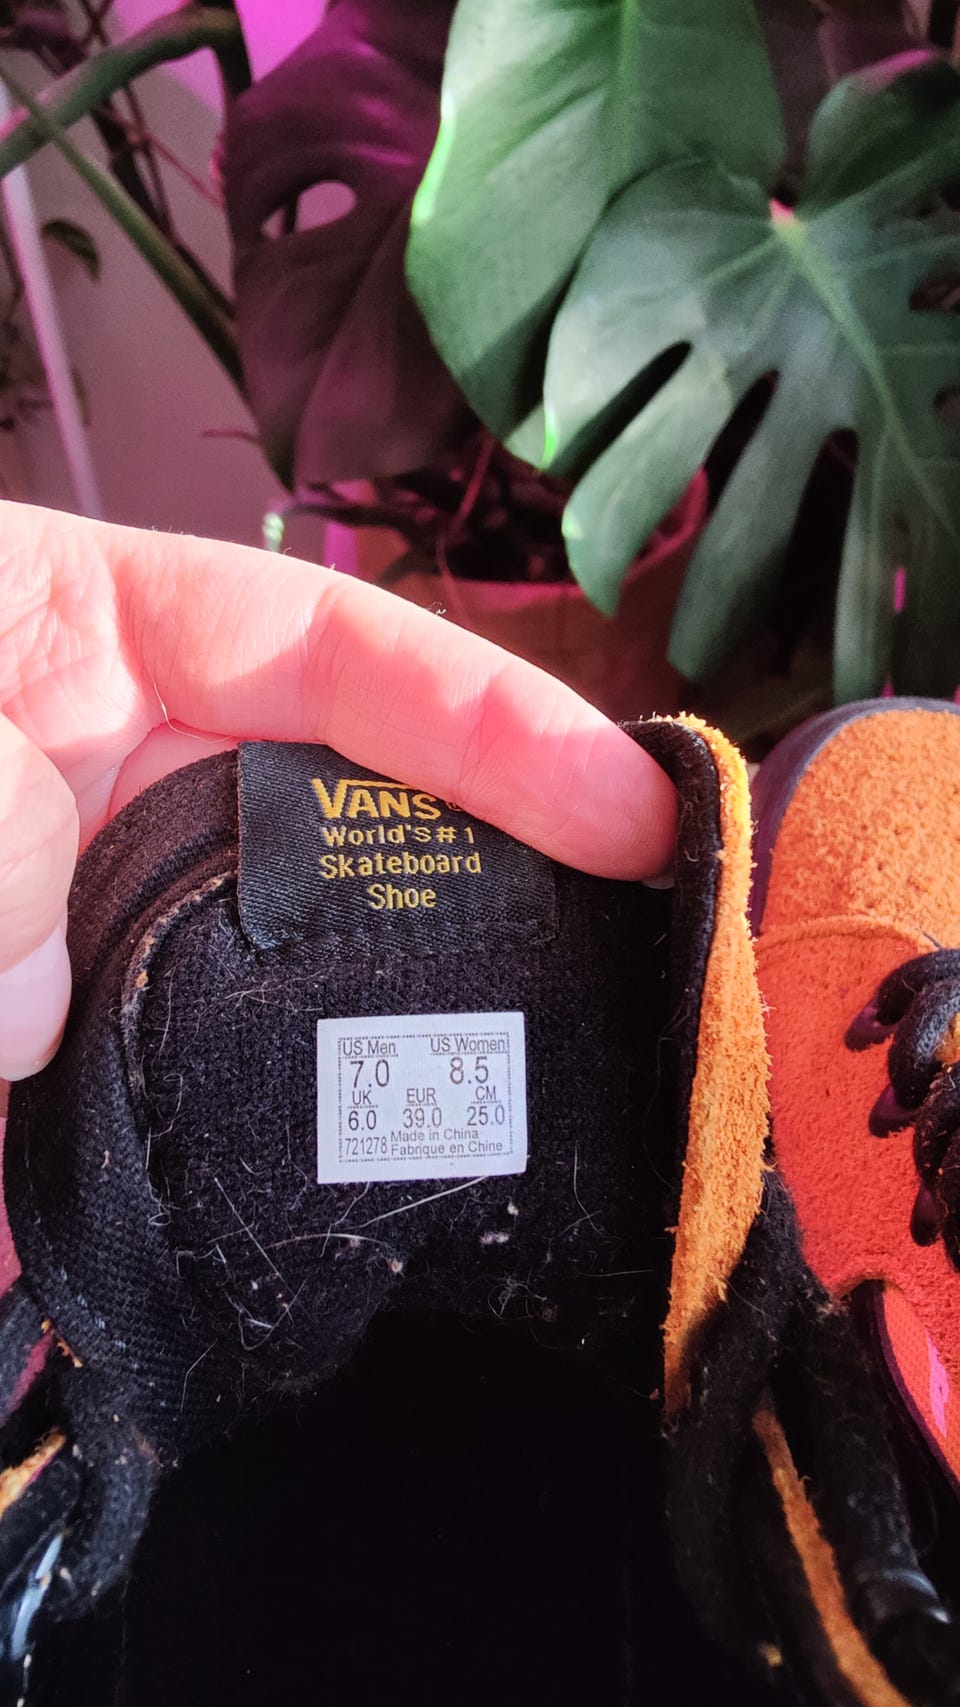 VANS
World's #1
Skateboard
Shoe
US Men US Women
7.0 8.5
UK EUR CM
6.0 39.0 25.0
721278 Made in China
Fabrique en Chine